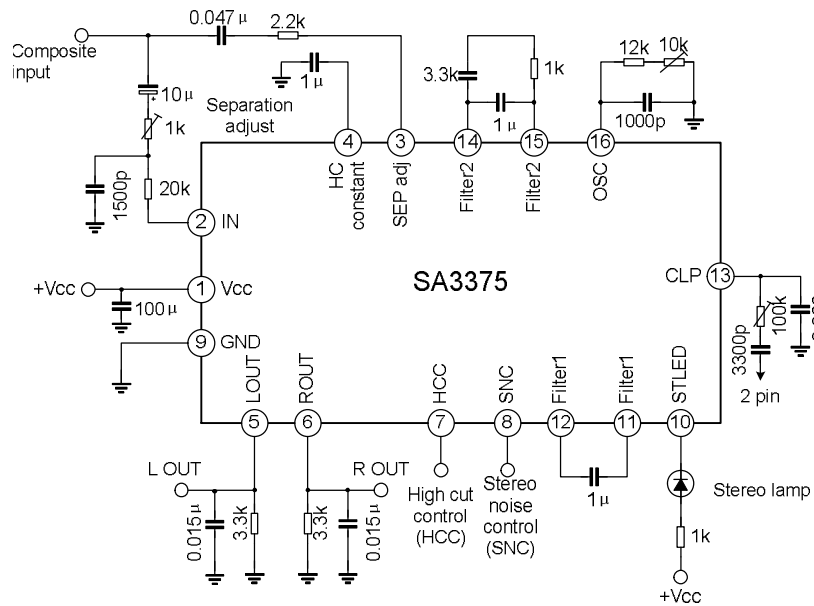 0.047 μ
2.2k
Composite
input
10μ
1k
1500p
20k
Separation
adjust
1μ
3.3k
1k
1μ
12k
10k
1000p
4
3
14
15
16
HC
constant
SEP adj
Filter2
Filter2
OSC
2
IN
+Vcc
1
Vcc
100μ
9
GND
SA3375
CLP
13
100k
3300p
2 pin
LOUT
ROUT
HCC
SNC
Filter1
Filter1
STLED
5
6
7
8
12
11
10
L OUT
R OUT
0.015μ
3.3k
3.3k
0.015μ
High cut
control
(HCC)
Stereo
noise
control
(SNC)
1μ
Stereo lamp
1k
+Vcc